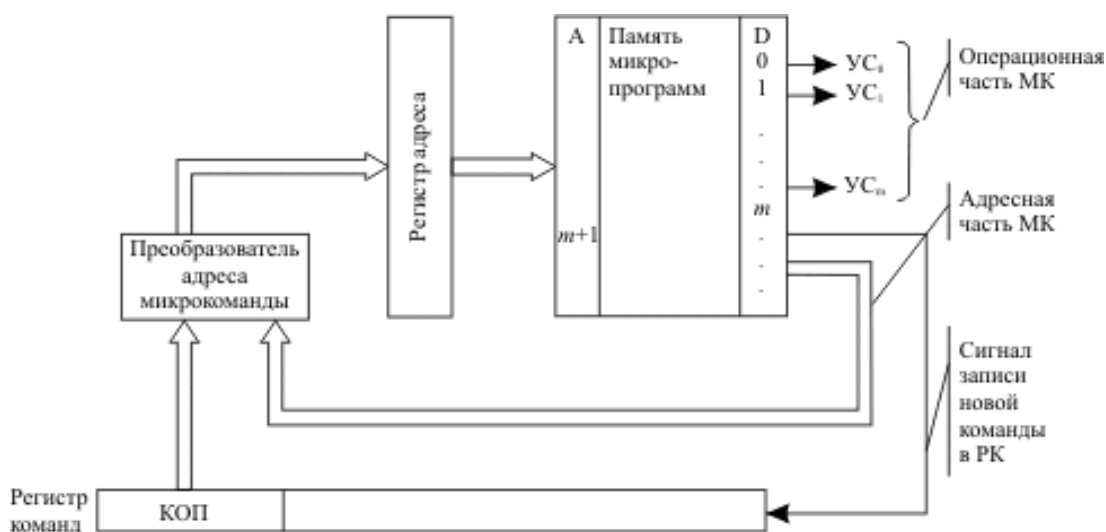 A
Память
микро-
программ
D
0
1
m
m+1
УС₀
УС₁
УСₘ
Операционная
часть МК
Адресная
часть МК
Регистр адреса
Преобразователь
адреса
микрокоманды
Сигнал
записи
новой
команды
в РК
Регистр
команд
КОП